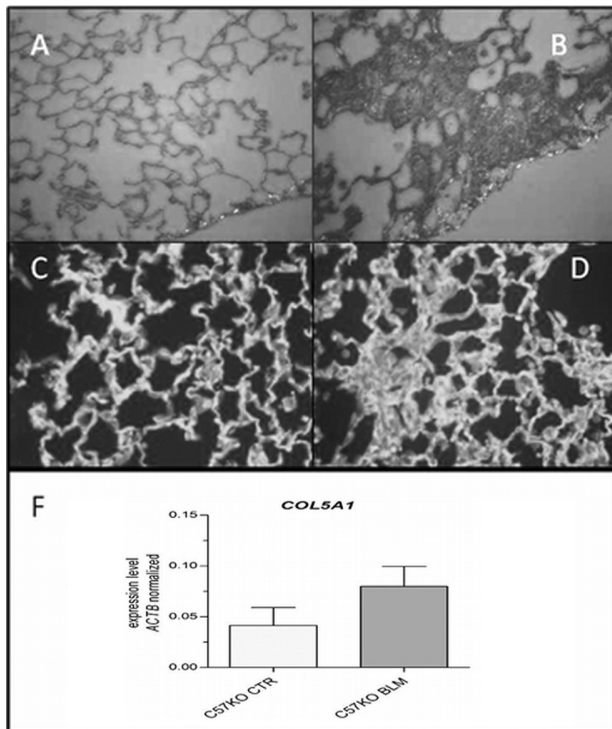 A
B
C
D
F
COL5A1
expression level
ACTB normalized
0.15
0.10
0.05
0.00
C57KO CTR
C57KO BLM